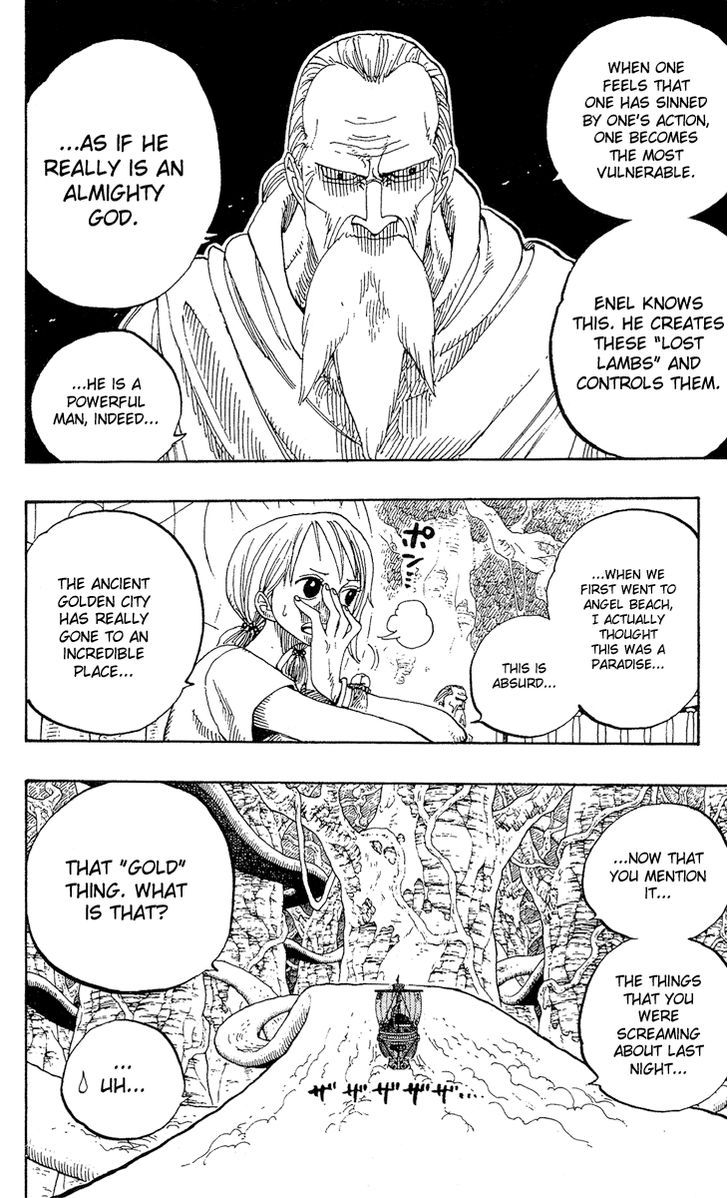 WHEN ONE
FEELS THAT
ONE HAS SINNED
BY ONE'S ACTION,
ONE BECOMES
THE MOST
VULNERABLE.
ENEL KNOWS
THIS. HE CREATES
THESE "LOST
LAMBS" AND
CONTROLS THEM.
...AS IF HE
REALLY IS AN
ALMIGHTY
GOD.
...HE IS A
POWERFUL
MAN, INDEED...
...WHEN WE
FIRST WENT TO
ANGEL BEACH,
I ACTUALLY
THOUGHT
THIS WAS A
PARADISE...
THIS IS
ABSURD...
ポン...
THE ANCIENT
GOLDEN CITY
HAS REALLY
GONE TO AN
INCREDIBLE
PLACE...
...NOW THAT
YOU MENTION
IT...
THE THINGS
THAT YOU
WERE
SCREAMING
ABOUT LAST
NIGHT...
THAT "GOLD"
THING. WHAT
IS THAT?
...
UH...
ザザザザザ...